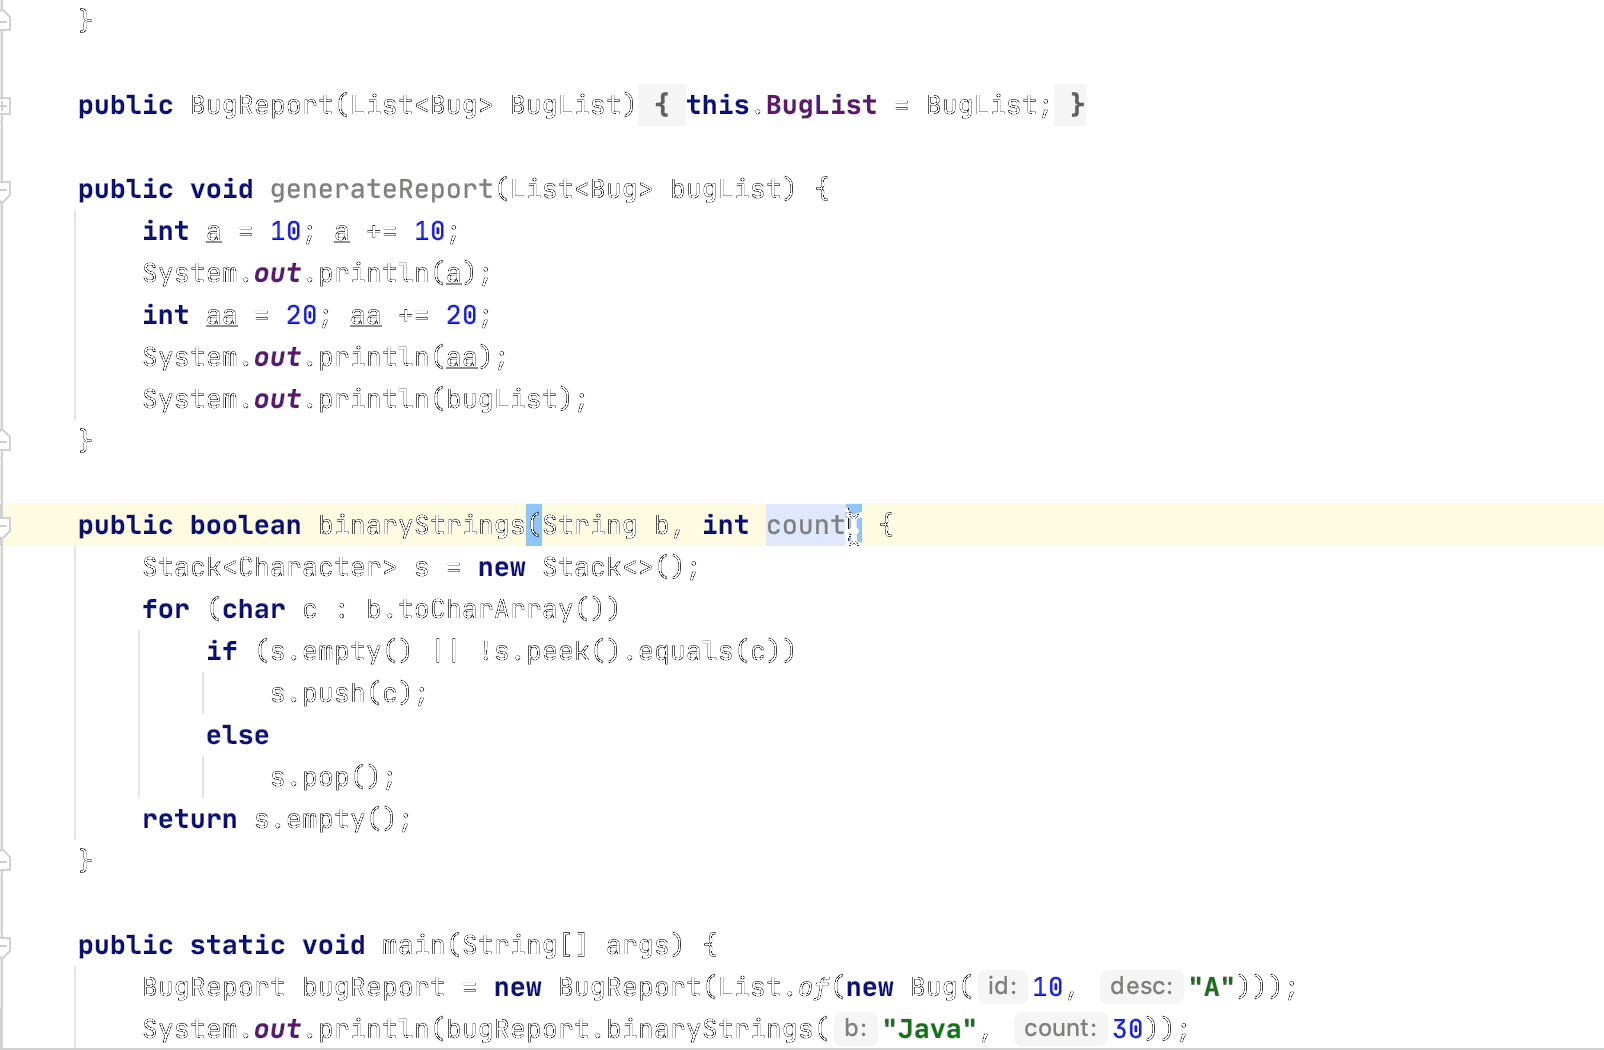 }
public BugReport(List<Bug> BugList) { this.BugList = BugList; }
public void generateReport(List<Bug> bugList) {
int a = 10; a += 10;
System.out.println(a);
int aa = 20; aa += 20;
System.out.println(aa);
System.out.println(bugList);
}
public boolean binaryStrings(String b, int count) {
Stack<Character> s = new Stack<>();
for (char c : b.toCharArray())
if (s.empty() || !s.peek().equals(c))
s.push(c);
else
s.pop();
return s.empty();
}
public static void main(String[] args) {
BugReport bugReport = new BugReport(List.of(new Bug( id: 10, desc: "A")));
System.out.println(bugReport.binaryStrings( b: "Java", count: 30));